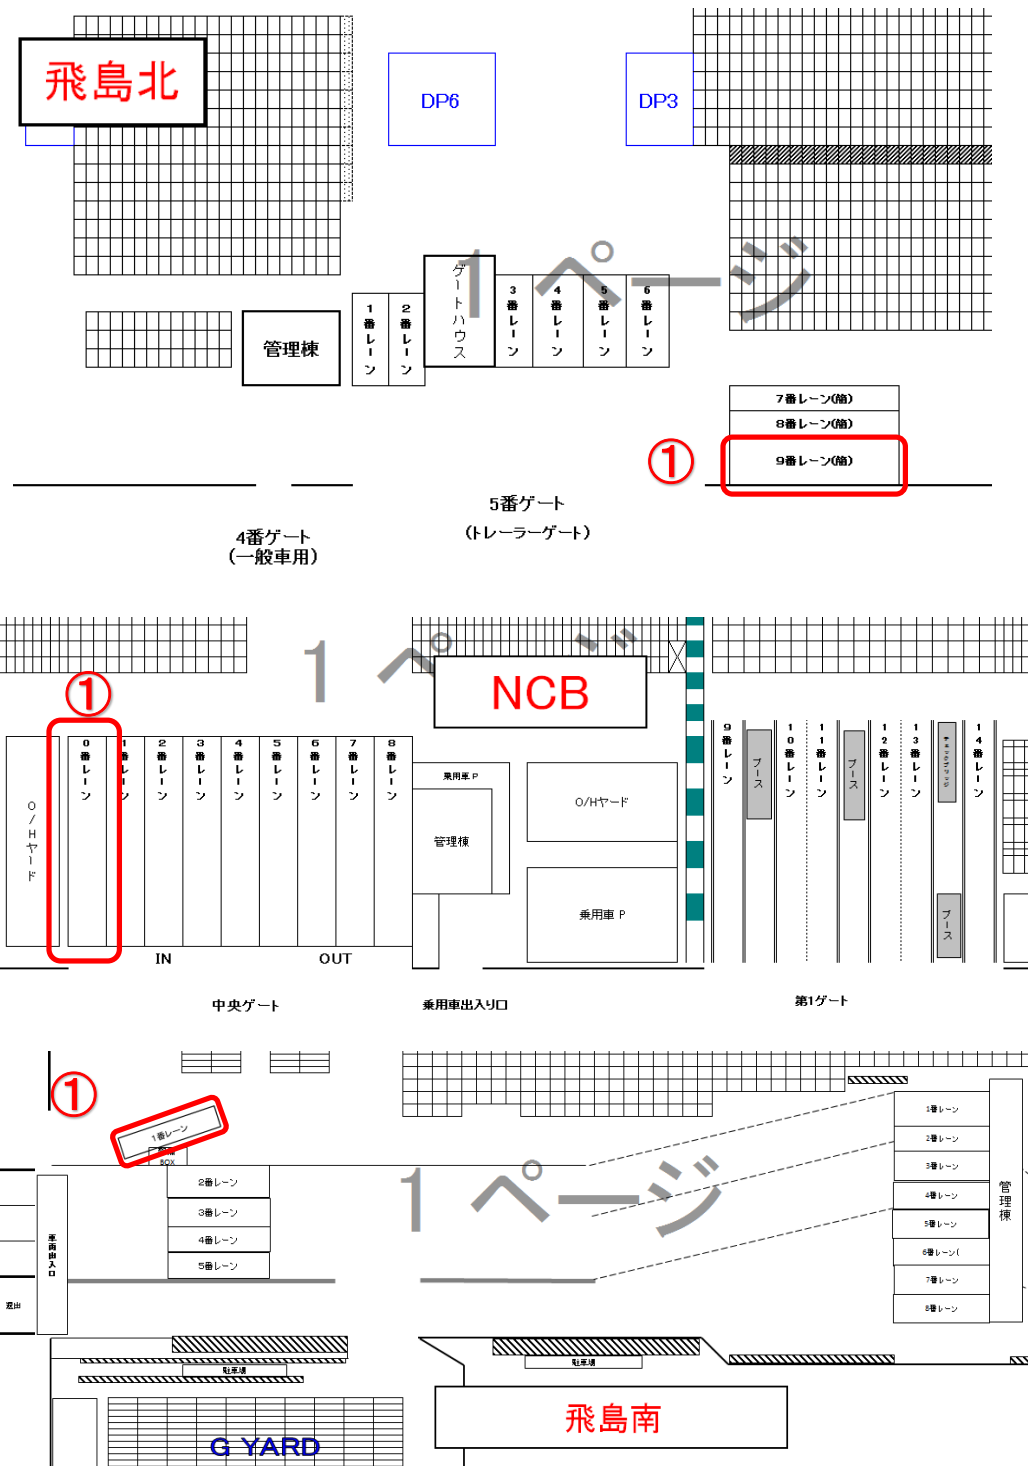 飛島北
DP6
DP3
1 ページ
ゲートハウス
1番レーン
2番レーン
3番レーン
4番レーン
5番レーン
6番レーン
管理棟
7番レーン(簡)
8番レーン(簡)
①
9番レーン(簡)
5番ゲート
(トレーラーゲート)
4番ゲート
(一般車用)
1 ページ
NCB
①
O/Hヤード
0番レーン
1番レーン
2番レーン
3番レーン
4番レーン
5番レーン
6番レーン
7番レーン
8番レーン
乗用車 P
管理棟
O/Hヤード
乗用車 P
9番レーン
ブース
10番レーン
11番レーン
ブース
12番レーン
13番レーン
14番レーン
ブース
IN
OUT
中央ゲート
乗用車出入り口
第1ゲート
①
1番レーン
BOX
2番レーン
3番レーン
4番レーン
5番レーン
車両出入口
1 ページ
1番レーン
2番レーン
3番レーン
4番レーン
5番レーン
6番レーン(
7番レーン
8番レーン
管理棟
駐車場
駐車場
飛島南
G YARD